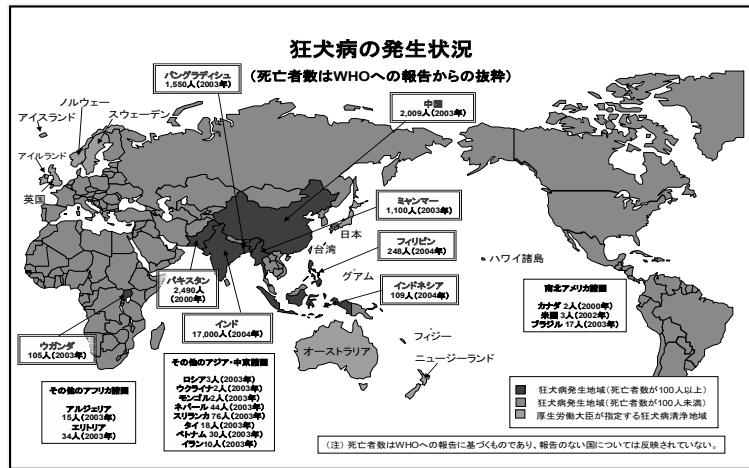 狂犬病の発生状況
(死亡者数はWHOへの報告からの抜粋)
バングラディシュ
1,550人(2003年)
中国
2,009人(2003年)
ノルウェー
アイスランド
スウェーデン
アイルランド
英国
ミャンマー
1,100人(2003年)
日本
台湾
フィリピン
248人(2004年)
ハワイ諸島
グアム
パキスタン
2,490人
(2000年)
インドネシア
109人(2004年)
インド
17,000人(2004年)
ウガンダ
105人(2003年)
フィジー
オーストラリア
ニュージーランド
南北アメリカ諸国
カナダ 2人(2000年)
米国 3人(2002年)
ブラジル 17人(2003年)
その他のアフリカ諸国
アルジェリア
15人(2003年)
エリトリア
34人(2003年)
その他のアジア・中東諸国
ロシア3人(2003年)
ウクライナ2人(2003年)
モンゴル2人(2003年)
ネパール 44人(2003年)
スリランカ 76人(2003年)
タイ 18人(2003年)
ベトナム 30人(2003年)
イラン10人(2003年)
狂犬病発生地域(死亡者数が100人以上)
狂犬病発生地域(死亡者数が100人未満)
厚生労働大臣が指定する狂犬病清浄地域
(注) 死亡者数はWHOへの報告に基づくものであり、報告のない国については反映されていない。